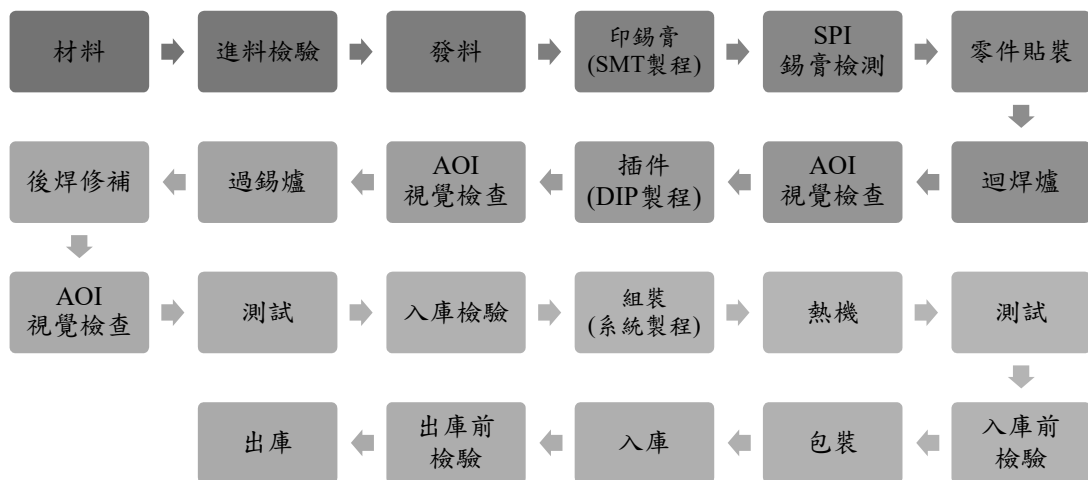 材料
進料檢驗
發料
印錫膏
(SMT製程)
SPI
錫膏檢測
零件貼裝
迴焊爐
AOI
視覺檢查
插件
(DIP製程)
AOI
視覺檢查
過錫爐
後焊修補
AOI
視覺檢查
測試
入庫檢驗
組裝
(系統製程)
熱機
測試
入庫前
檢驗
包裝
入庫
出庫前
檢驗
出庫